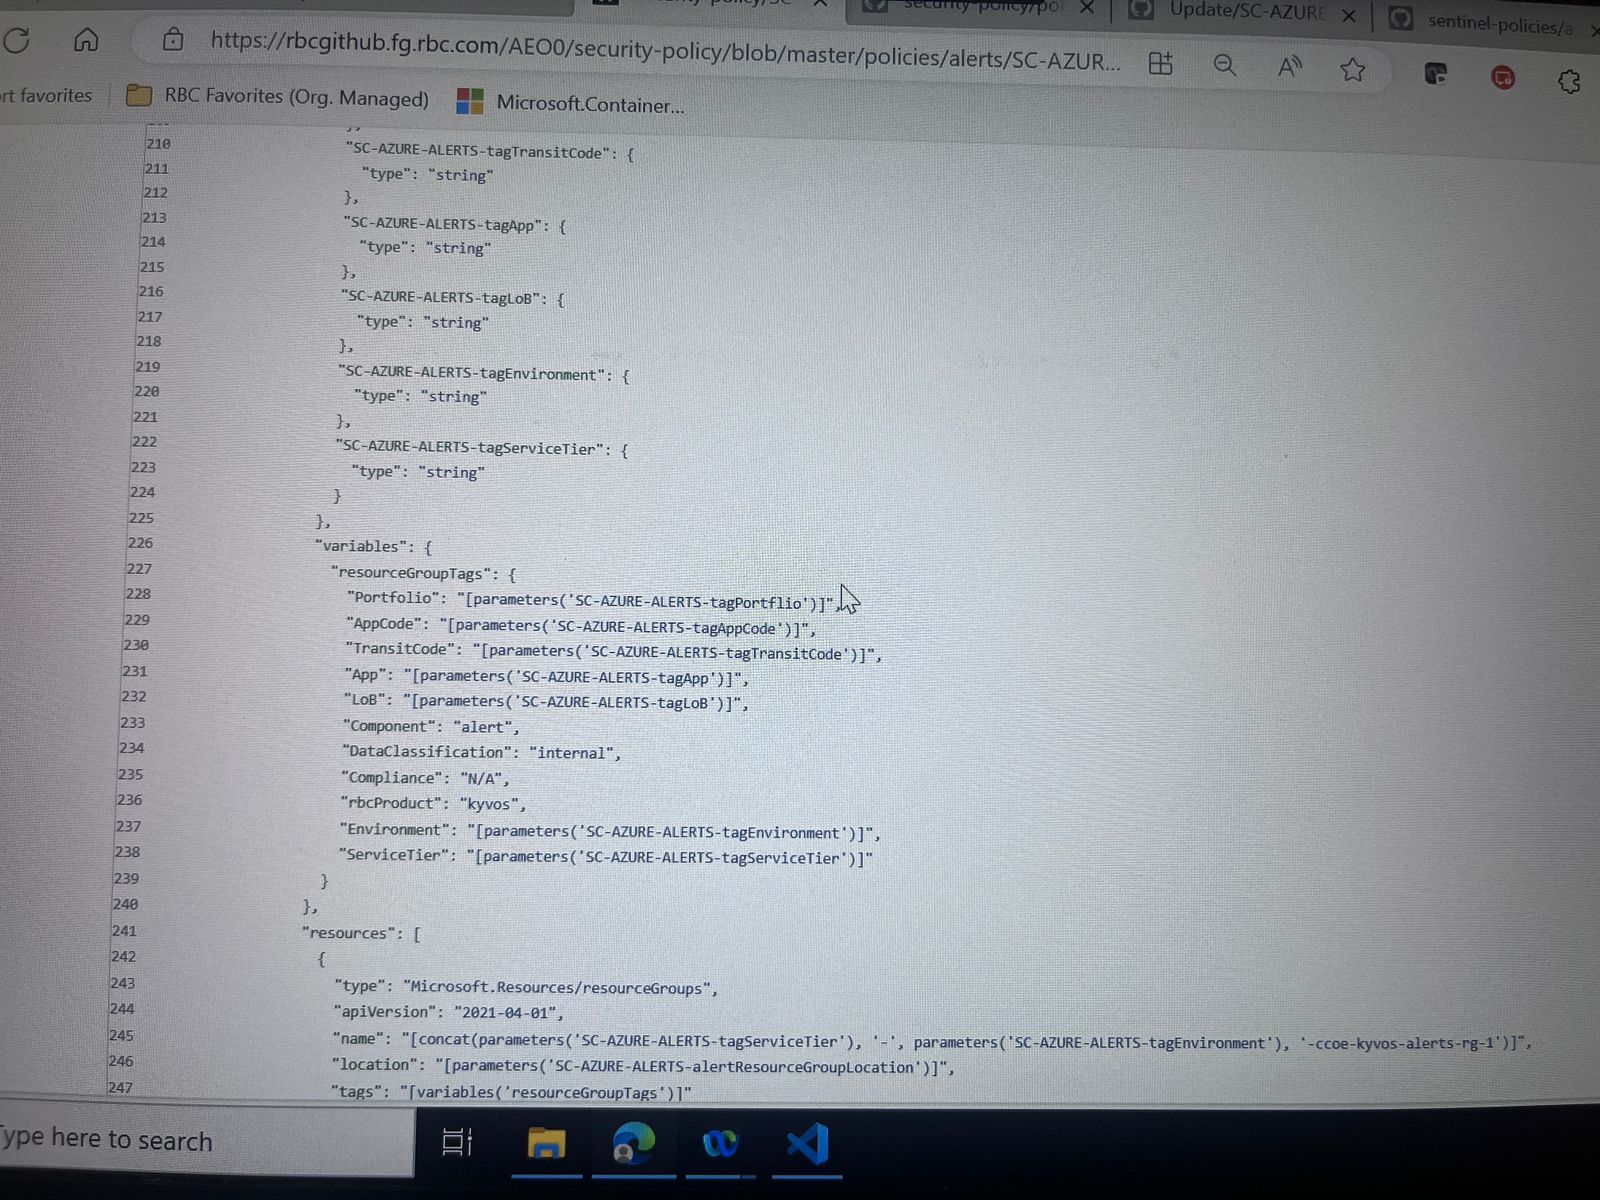 security-policy/pol
Update/SC-AZURE
sentinel-policies/a
https://rbcgithub.fg.rbc.com/AEO0/security-policy/blob/master/policies/alerts/SC-AZUR...
rt favorites
RBC Favorites (Org. Managed)
Microsoft.Container...
210 "SC-AZURE-ALERTS-tagTransitCode": {
211 "type": "string"
212 },
213 "SC-AZURE-ALERTS-tagApp": {
214 "type": "string"
215 },
216 "SC-AZURE-ALERTS-tagLoB": {
217 "type": "string"
218 },
219 "SC-AZURE-ALERTS-tagEnvironment": {
220 "type": "string"
221 },
222 "SC-AZURE-ALERTS-tagServiceTier": {
223 "type": "string"
224 }
225 },
226 "variables": {
227 "resourceGroupTags": {
228 "Portfolio": "[parameters('SC-AZURE-ALERTS-tagPortflio')]",
229 "AppCode": "[parameters('SC-AZURE-ALERTS-tagAppCode')]",
230 "TransitCode": "[parameters('SC-AZURE-ALERTS-tagTransitCode')]",
231 "App": "[parameters('SC-AZURE-ALERTS-tagApp')]",
232 "LoB": "[parameters('SC-AZURE-ALERTS-tagLoB')]",
233 "Component": "alert",
234 "DataClassification": "internal",
235 "Compliance": "N/A",
236 "rbcProduct": "kyvos",
237 "Environment": "[parameters('SC-AZURE-ALERTS-tagEnvironment')]",
238 "ServiceTier": "[parameters('SC-AZURE-ALERTS-tagServiceTier')]"
239 }
240 },
241 "resources": [
242 {
243 "type": "Microsoft.Resources/resourceGroups",
244 "apiVersion": "2021-04-01",
245 "name": "[concat(parameters('SC-AZURE-ALERTS-tagServiceTier'), '-', parameters('SC-AZURE-ALERTS-tagEnvironment'), '-ccoe-kyvos-alerts-rg-1')]",
246 "location": "[parameters('SC-AZURE-ALERTS-alertResourceGroupLocation')]",
247 "tags": "[variables('resourceGroupTags')]"
Type here to search